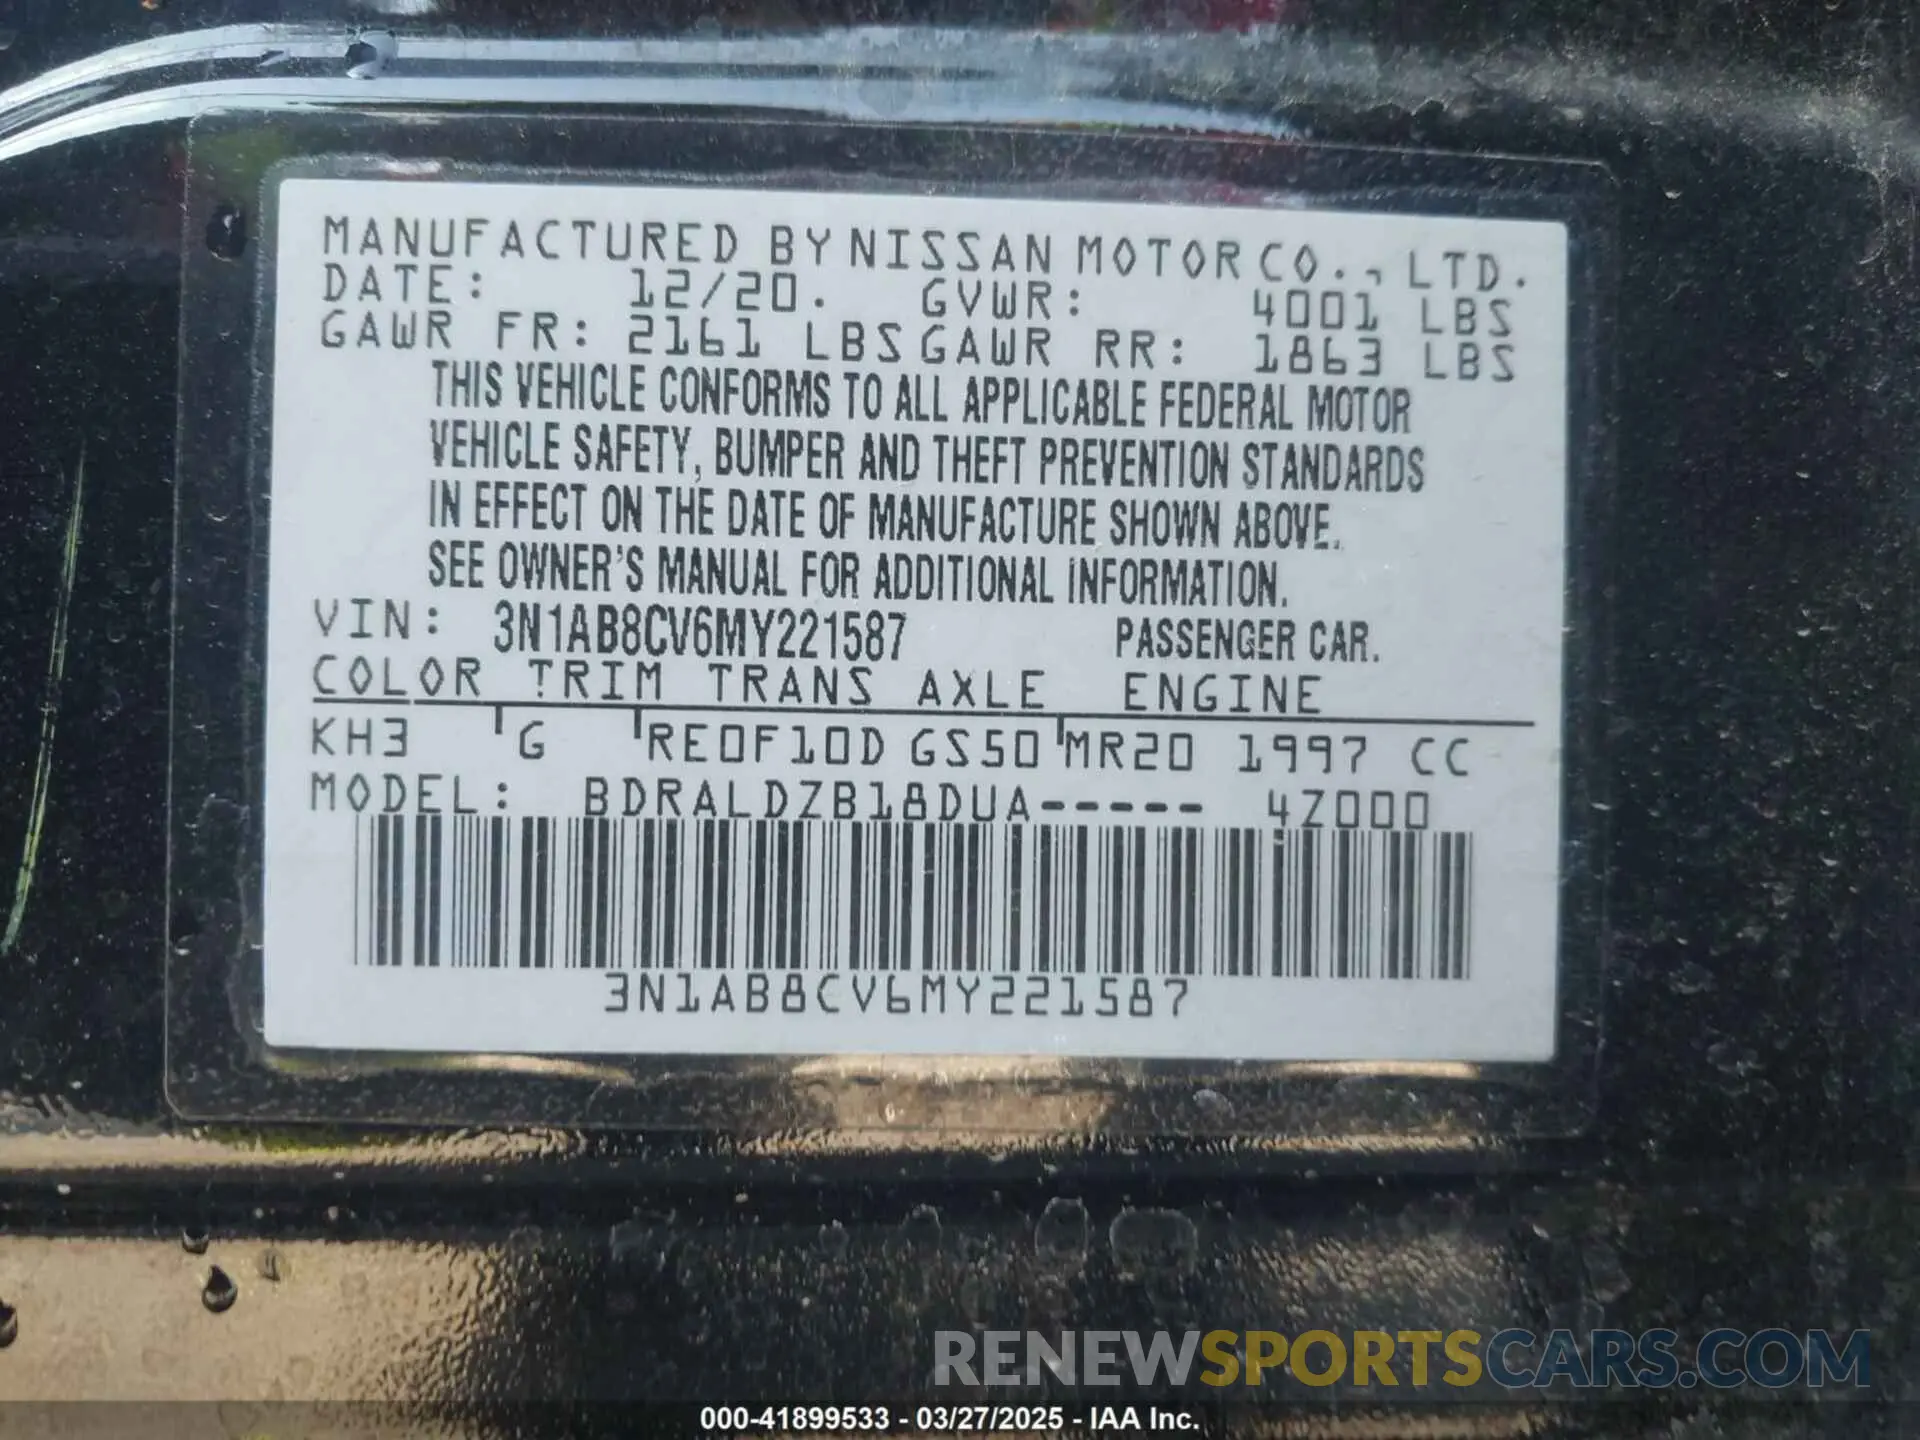 MANUFACTURED BY NISSAN MOTOR CO., LTD.
DATE: 12/20. GVWR: 4001 LBS
GAWR FR: 2161 LBS GAWR RR: 1863 LBS
THIS VEHICLE CONFORMS TO ALL APPLICABLE FEDERAL MOTOR
VEHICLE SAFETY, BUMPER AND THEFT PREVENTION STANDARDS
IN EFFECT ON THE DATE OF MANUFACTURE SHOWN ABOVE.
SEE OWNER'S MANUAL FOR ADDITIONAL INFORMATION.
VIN: 3N1AB8CV6MY221587 PASSENGER CAR.
COLOR TRIM TRANS AXLE ENGINE
KH3 G RE0F10D GS50 MR20 1997 CC
MODEL: BDRALDZB18DUA----- 4Z000
3N1AB8CV6MY221587
RENEWSPORTSCARS.COM
000-41899533 - 03/27/2025 - IAA Inc.